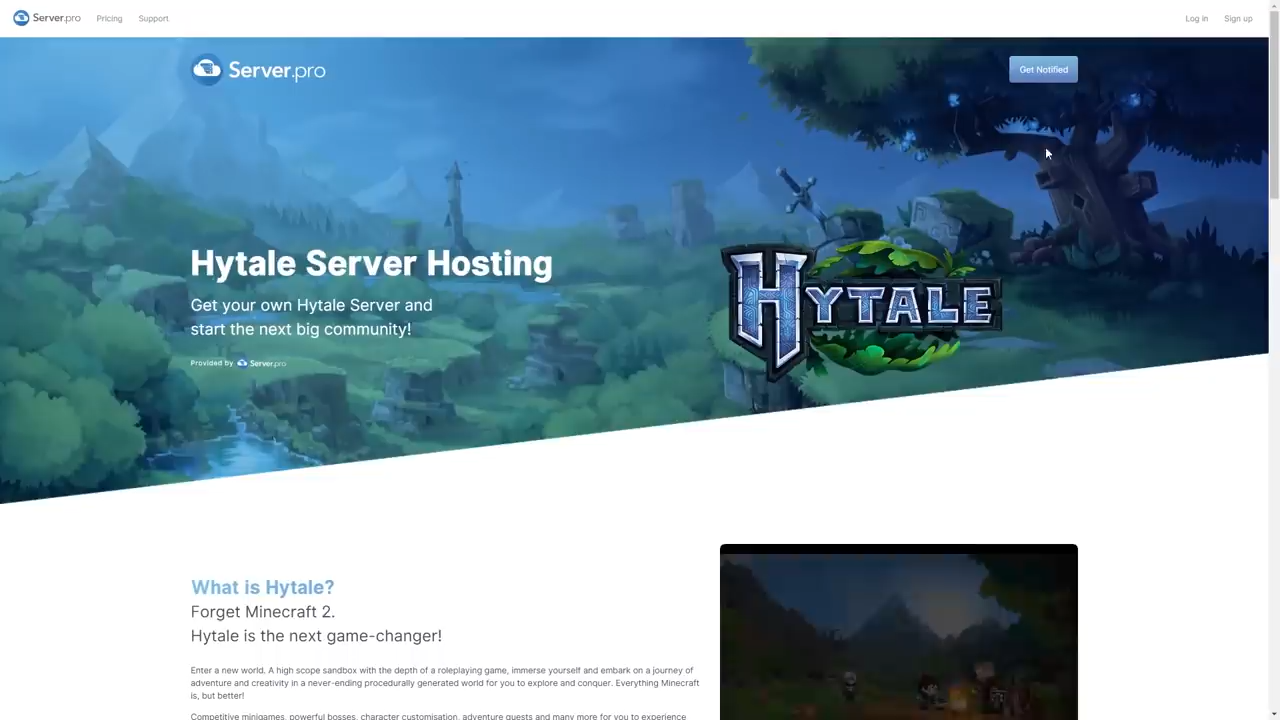 Server.pro Pricing Support Log in Sign up
Server.pro
Get Notified
Hytale Server Hosting
Get your own Hytale Server and
start the next big community!
Provided by Server.pro
HYTALE
What is Hytale?
Forget Minecraft 2.
Hytale is the next game-changer!
Enter a new world. A high scope sandbox with the depth of a roleplaying game, immerse yourself and embark on a journey of
adventure and creativity in a never-ending procedurally generated world for you to explore and conquer. Everything Minecraft
is, but better!
Competitive minigames, powerful bosses, character customisation, adventure quests and many more for you to experience